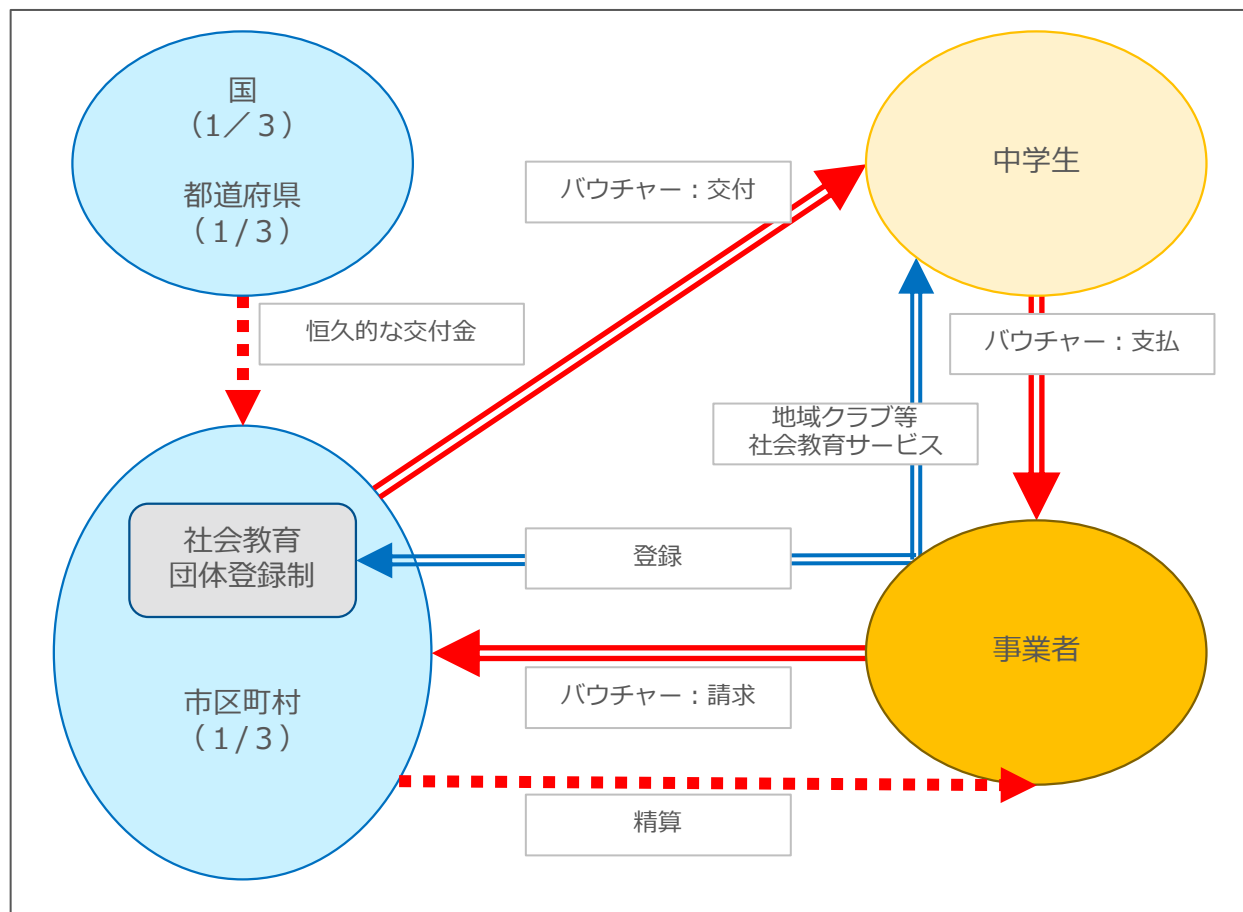 国
（１／３）
都道府県
（１/３）
中学生
バウチャー：交付
恒久的な交付金
バウチャー：支払
地域クラブ等
社会教育サービス
社会教育
団体登録制
登録
事業者
バウチャー：請求
市区町村
（１/３）
精算